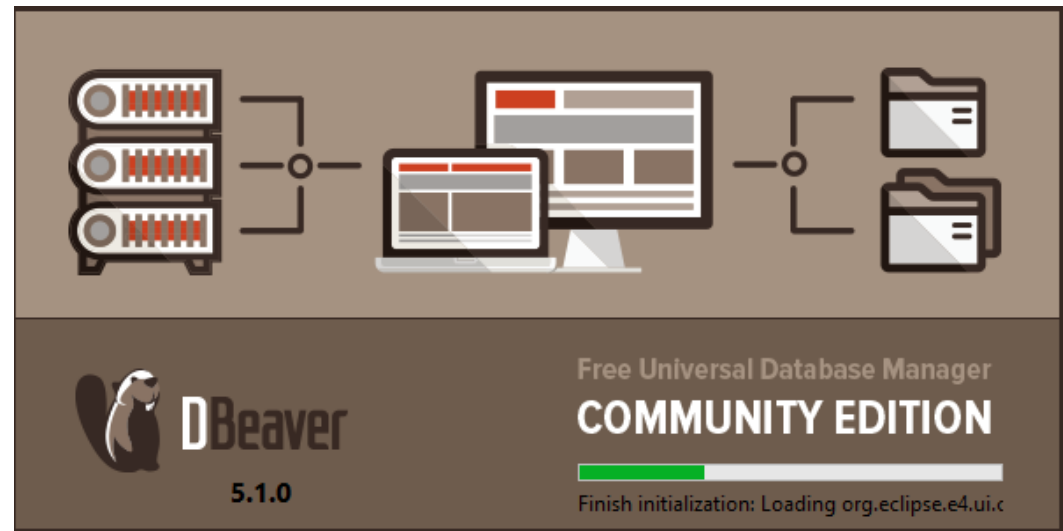 DBeaver
5.1.0
Free Universal Database Manager
COMMUNITY EDITION
Finish initialization: Loading org.eclipse.e4.ui.c